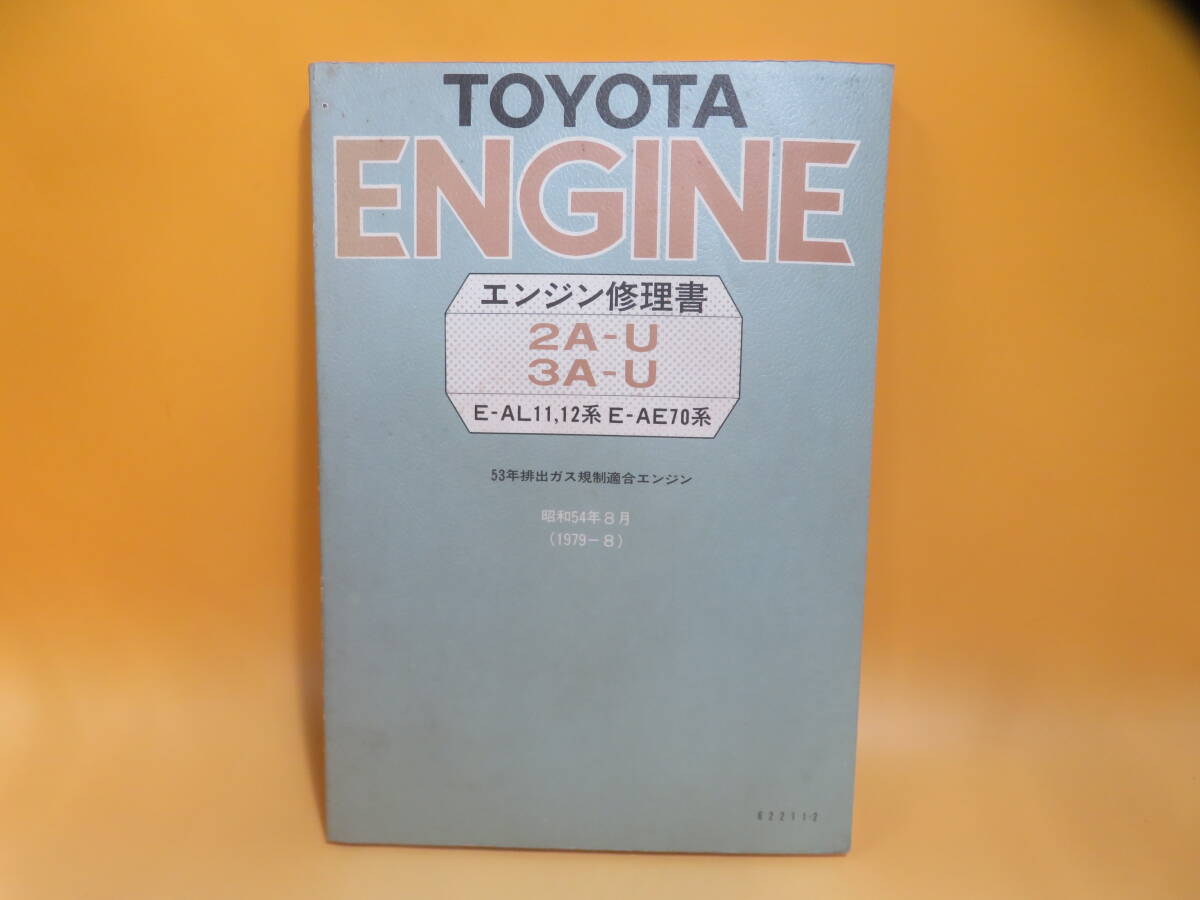 TOYOTA
ENGINE
エンジン修理書
2A-U
3A-U
E-AL11,12系 E-AE70系
53年排出ガス規制適合エンジン
昭和54年8月
(1979-8)
62211-2